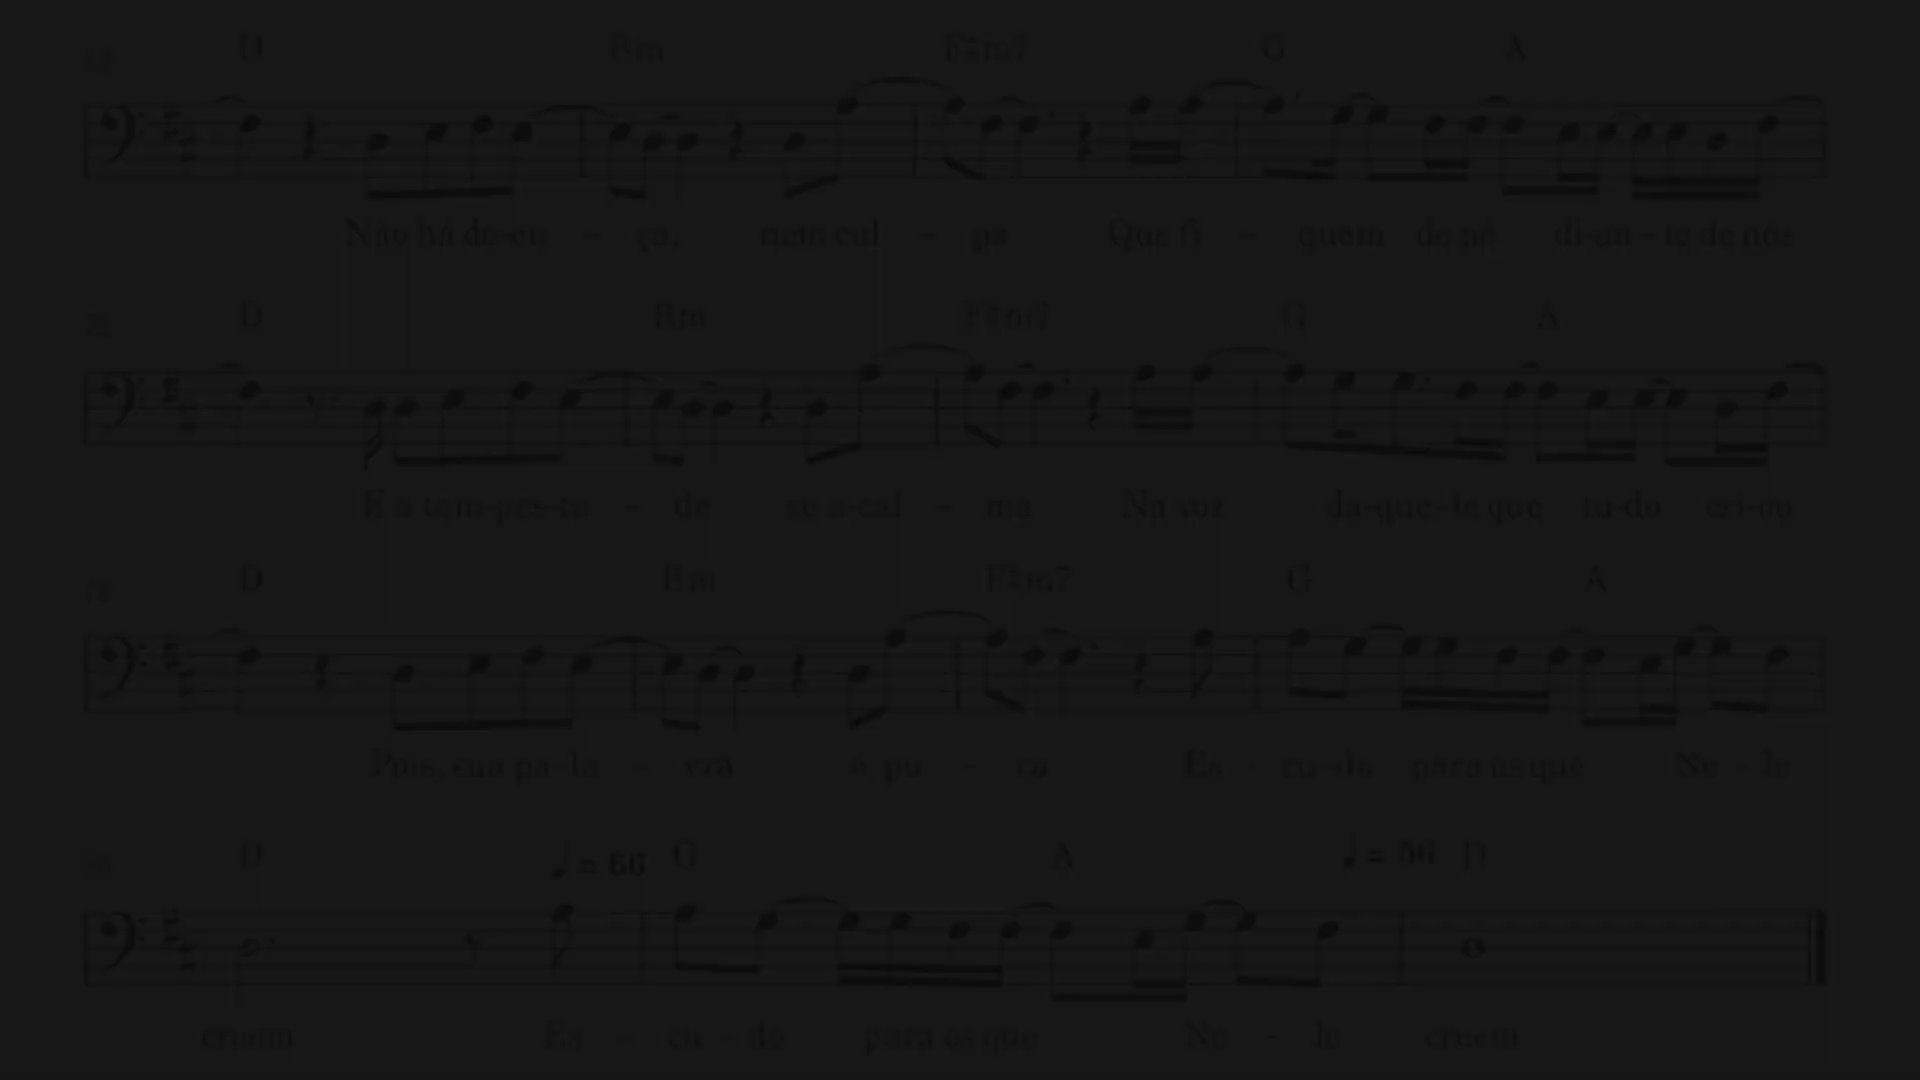 D Bm F♯m7 G A
Não há do-en - ça, nem cul - pa Que fi - quem de pé di-an - te de nós
D Bm F♯m7 G A
E a tem-pes-ta - de se a-cal - ma Na voz da-que-le que tu-do cri-ou
76 D Bm F♯m7 G A
Pois, sua pa-la - vra é pu - ra Es - cu-do para os que Ne - le
D ♩ = 66 G A ♩ = 56 D
creem Es - cu - do para os que Ne - le creem